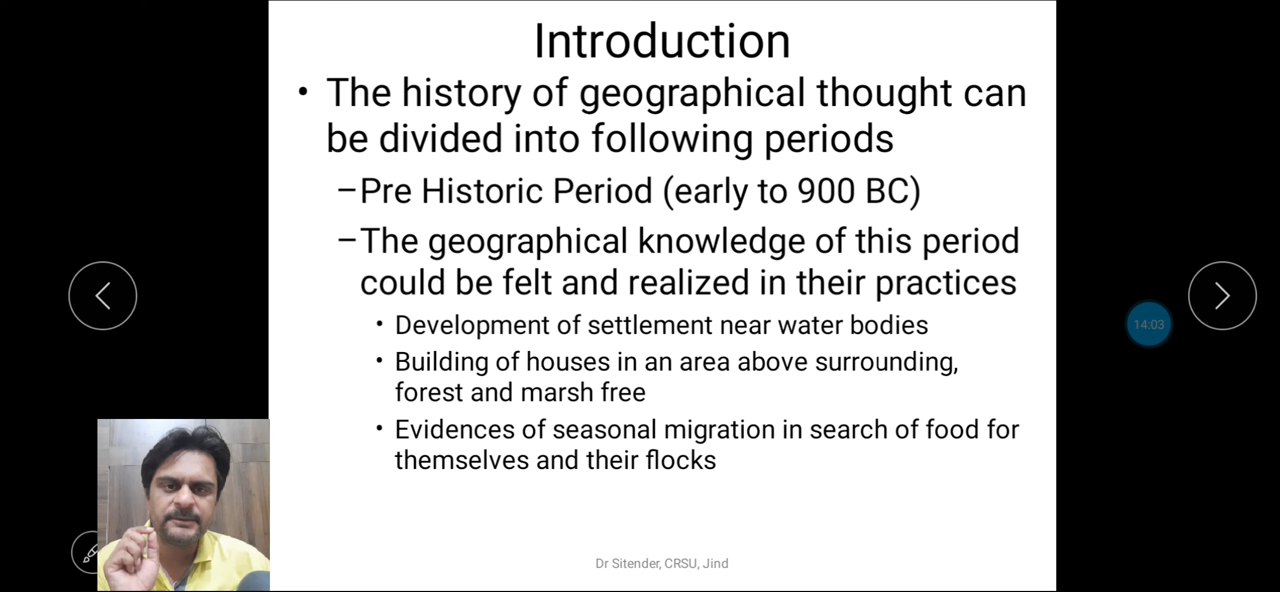 Introduction
• The history of geographical thought can
be divided into following periods
–Pre Historic Period (early to 900 BC)
–The geographical knowledge of this period
could be felt and realized in their practices
• Development of settlement near water bodies
• Building of houses in an area above surrounding,
forest and marsh free
• Evidences of seasonal migration in search of food for
themselves and their flocks
14:03
Dr Sitender, CRSU, Jind